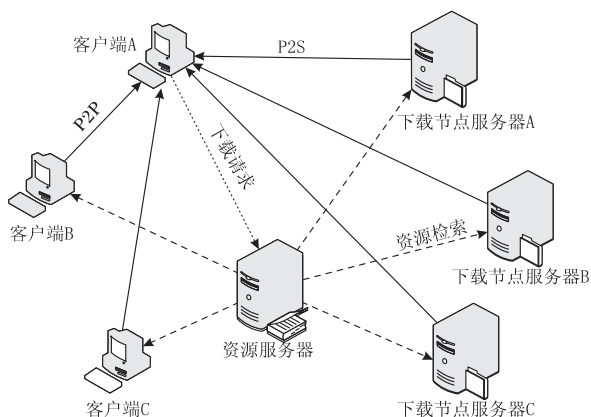 客户端A
P2S
下载节点服务器A
P2P
下载请求
客户端B
资源检索
下载节点服务器B
资源服务器
客户端C
下载节点服务器C